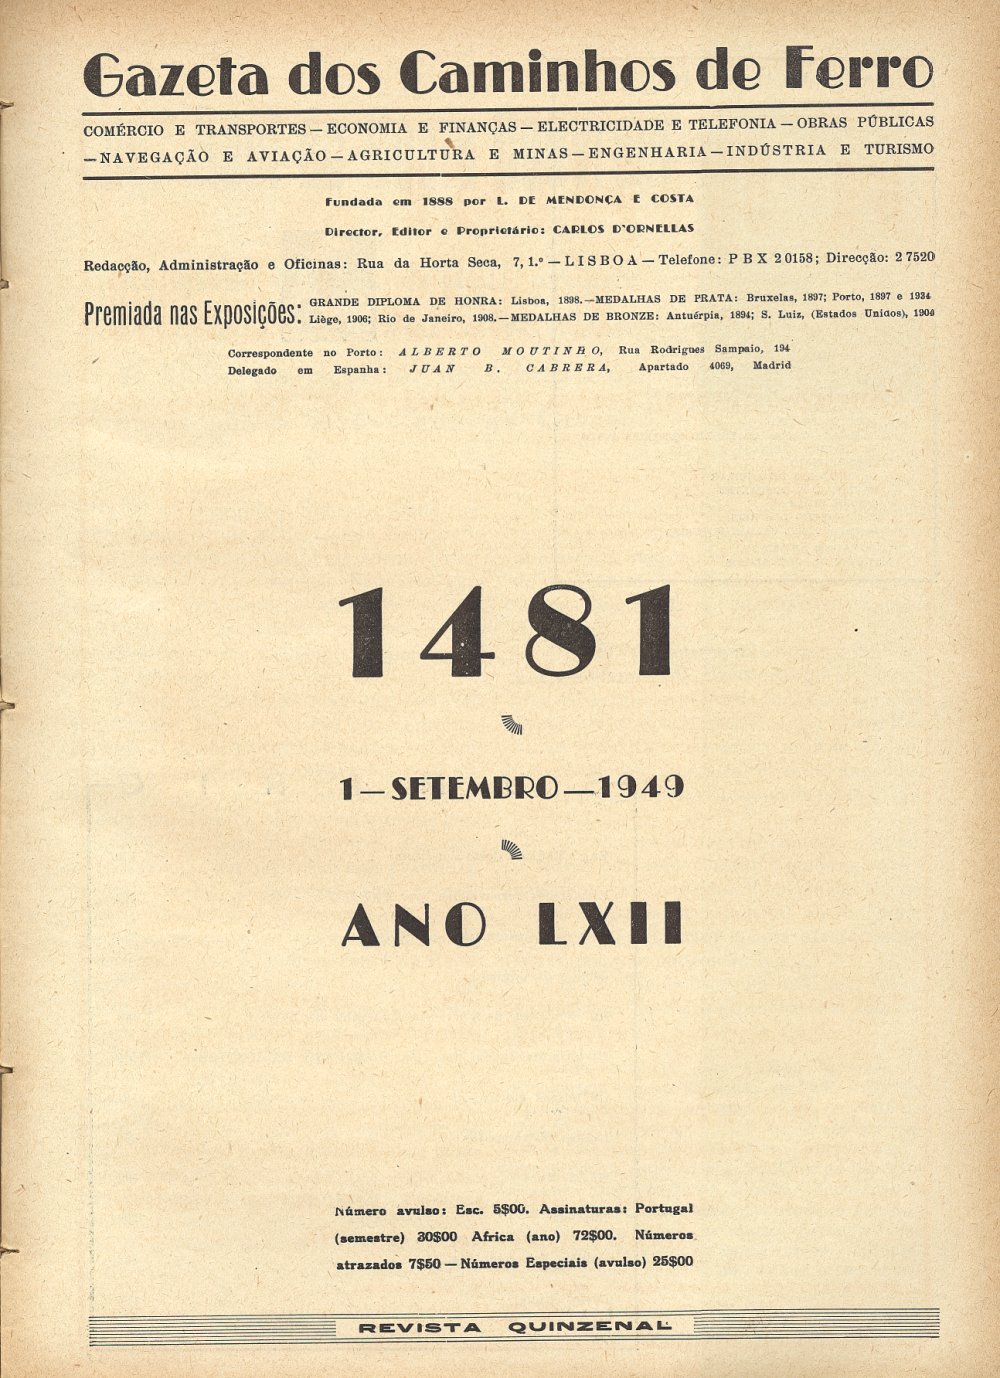 Gazeta dos Caminhos de Ferro
COMÉRCIO E TRANSPORTES — ECONOMIA E FINANÇAS — ELECTRICIDADE E TELEFONIA — OBRAS PÚBLICAS
— NAVEGAÇÃO E AVIAÇÃO — AGRICULTURA E MINAS — ENGENHARIA — INDÚSTRIA E TURISMO
Fundada em 1888 por L. DE MENDONÇA E COSTA
Director, Editor e Proprietário: CARLOS D'ORNELLAS
Redacção, Administração e Oficinas: Rua da Horta Seca, 7, 1.º — LISBOA — Telefone: PBX 20158; Direcção: 27520
Premiada nas Exposições:
GRANDE DIPLOMA DE HONRA: Lisboa, 1898. — MEDALHAS DE PRATA: Bruxelas, 1897; Porto, 1897 e 1934
Liège, 1906; Rio de Janeiro, 1908. — MEDALHAS DE BRONZE: Antuérpia, 1894; S. Luiz, (Estados Unidos), 1904
Correspondente no Porto: ALBERTO MOUTINHO, Rua Rodrigues Sampaio, 194
Delegado em Espanha: JUAN B. CABRERA, Apartado 4069, Madrid
1481
1 — SETEMBRO — 1949
ANO LXII
Número avulso: Esc. 5$00. Assinaturas: Portugal
(semestre) 30$00 Africa (ano) 72$00. Números
atrazados 7$50 — Números Especiais (avulso) 25$00
REVISTA QUINZENAL